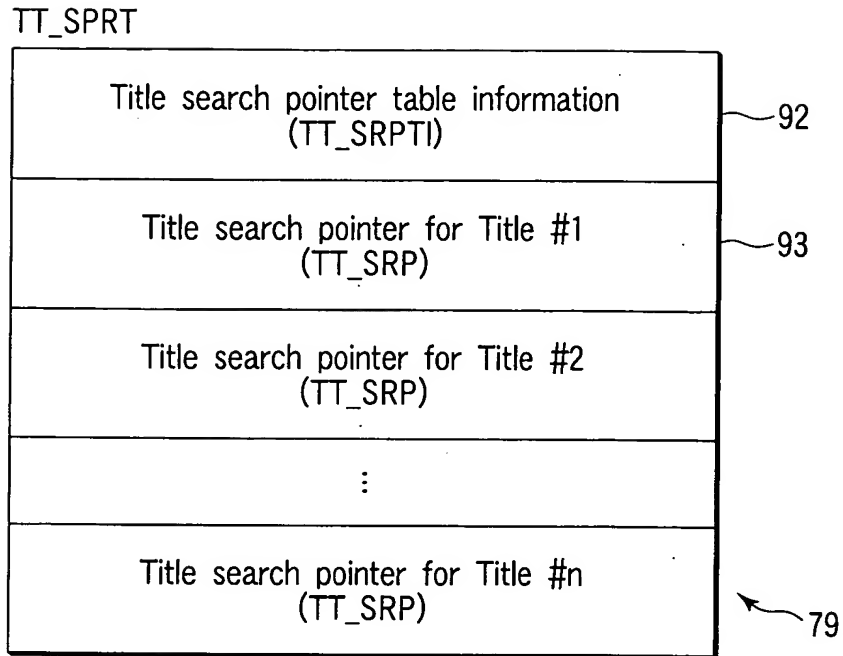 TT_SPRT
Title search pointer table information
(TT_SRPTI)
92
Title search pointer for Title #1
(TT_SRP)
93
Title search pointer for Title #2
(TT_SRP)
⋮
Title search pointer for Title #n
(TT_SRP)
79